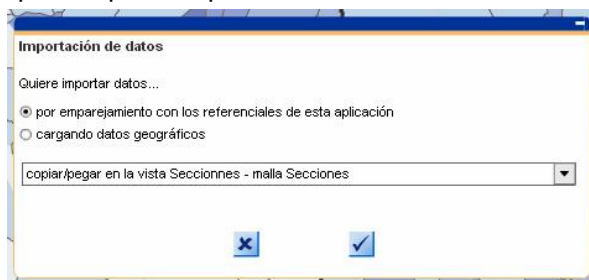 Importación de datos
Quiere importar datos...
por emparejamiento con los referenciales de esta aplicación
cargando datos geográficos
copiar/pegar en la vista Seccionnes - malla Secciones